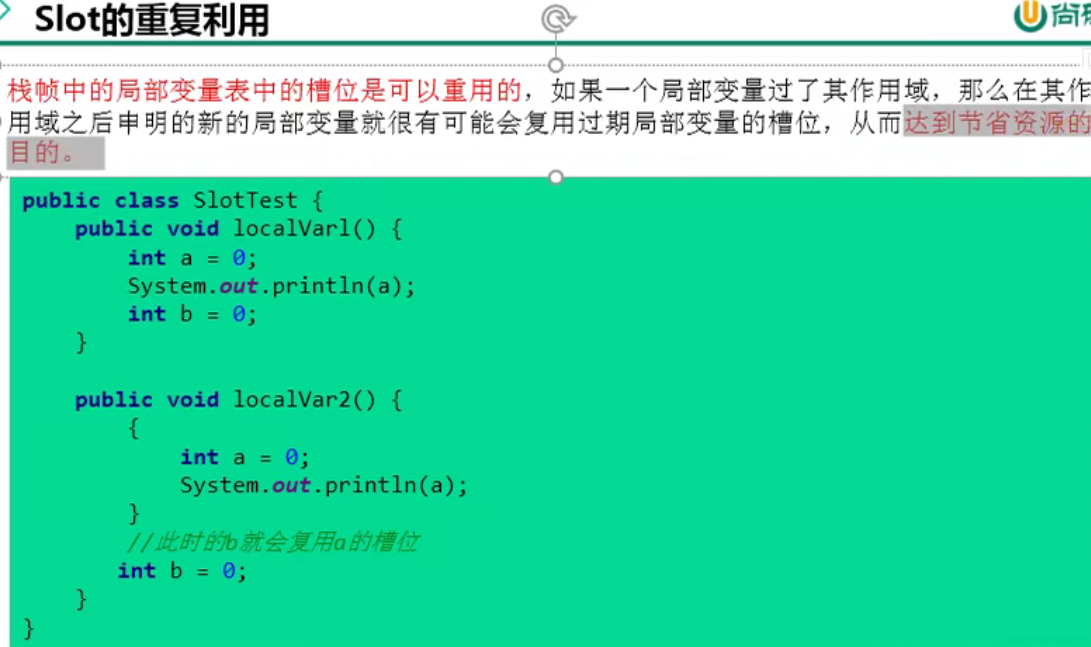 Slot的重复利用
尚
栈帧中的局部变量表中的槽位是可以重用的，如果一个局部变量过了其作用域，那么在其作
用域之后申明的新的局部变量就很有可能会复用过期局部变量的槽位，从而达到节省资源的
目的。
public class SlotTest {
public void localVarl() {
int a = 0;
System.out.println(a);
int b = 0;
}
public void localVar2() {
{
int a = 0;
System.out.println(a);
}
//此时的b就会复用a的槽位
int b = 0;
}
}